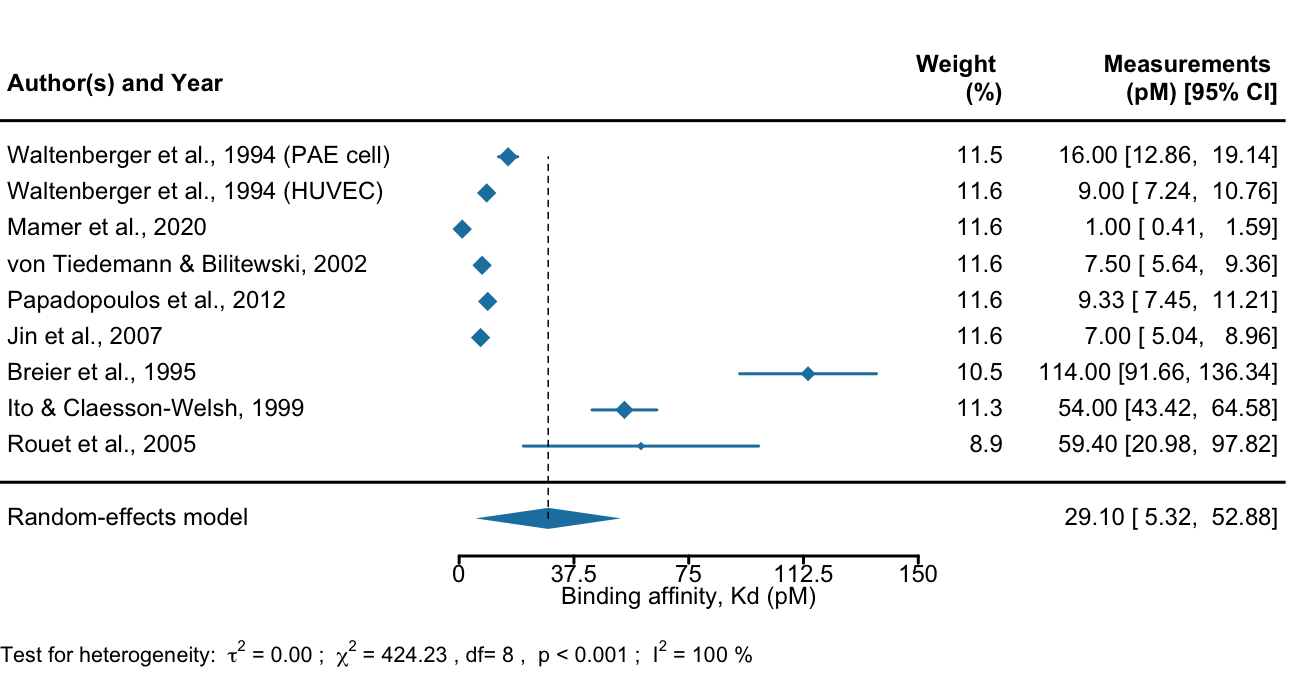 Author(s) and Year Weight (%) Measurements (pM) [95% CI]
Waltenberger et al., 1994 (PAE cell) 11.5 16.00 [12.86, 19.14]
Waltenberger et al., 1994 (HUVEC) 11.6 9.00 [ 7.24, 10.76]
Mamer et al., 2020 11.6 1.00 [ 0.41, 1.59]
von Tiedemann & Bilitewski, 2002 11.6 7.50 [ 5.64, 9.36]
Papadopoulos et al., 2012 11.6 9.33 [ 7.45, 11.21]
Jin et al., 2007 11.6 7.00 [ 5.04, 8.96]
Breier et al., 1995 10.5 114.00 [91.66, 136.34]
Ito & Claesson-Welsh, 1999 11.3 54.00 [43.42, 64.58]
Rouet et al., 2005 8.9 59.40 [20.98, 97.82]
Random-effects model 29.10 [ 5.32, 52.88]
0 37.5 75 112.5 150
Binding affinity, Kd (pM)
Test for heterogeneity: τ² = 0.00 ; χ² = 424.23 , df= 8 , p < 0.001 ; I² = 100 %